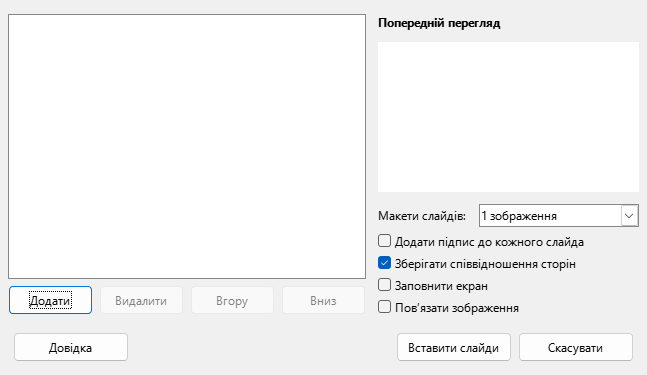 Попередній перегляд
Макети слайдів: 1 зображення
Додати підпис до кожного слайда
Зберігати співвідношення сторін
Заповнити екран
Пов'язати зображення
Додати Видалити Вгору Вниз
Довідка Вставити слайди Скасувати